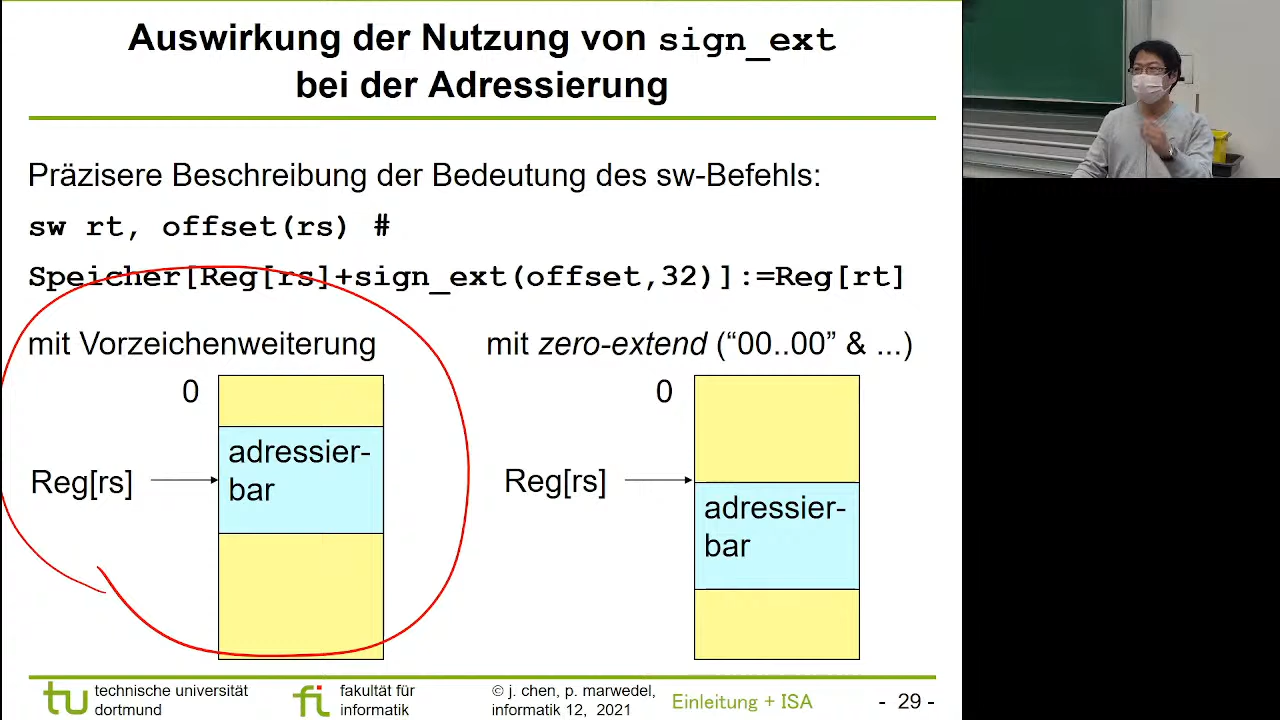 Auswirkung der Nutzung von sign_ext
bei der Adressierung
Präzisere Beschreibung der Bedeutung des sw-Befehls:
sw rt, offset(rs) #
Speicher[Reg[rs]+sign_ext(offset,32)]:=Reg[rt]
mit Vorzeichenweiterung
0
Reg[rs]
adressier-
bar
mit zero-extend (“00..00” & ...)
0
Reg[rs]
adressier-
bar
tu technische universität
dortmund
fi fakultät für
informatik
© j. chen, p. marwedel,
informatik 12, 2021
Einleitung + ISA
- 29 -